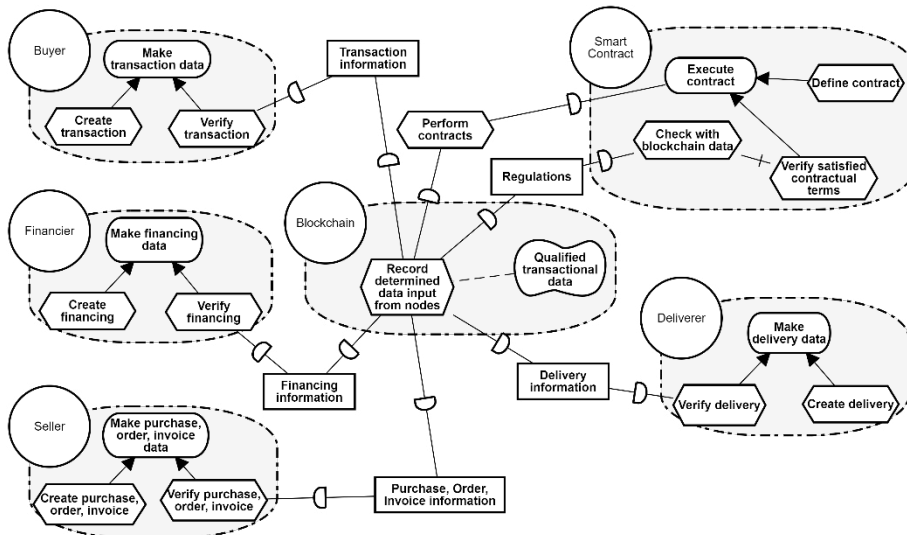 Buyer
Make
transaction data
Create
transaction
Verify
transaction
Transaction
information
Smart
Contract
Execute
contract
Define contract
Perform
contracts
Check with
blockchain data
Verify satisfied
contractual
terms
Regulations
Financier
Make financing
data
Create
financing
Verify
financing
Blockchain
Record
determined
data input
from nodes
Qualified
transactional
data
Financing
information
Delivery
information
Deliverer
Make
delivery data
Verify delivery
Create delivery
Seller
Make purchase,
order, invoice
data
Create purchase,
order, invoice
Verify purchase,
order, invoice
Purchase, Order,
Invoice information